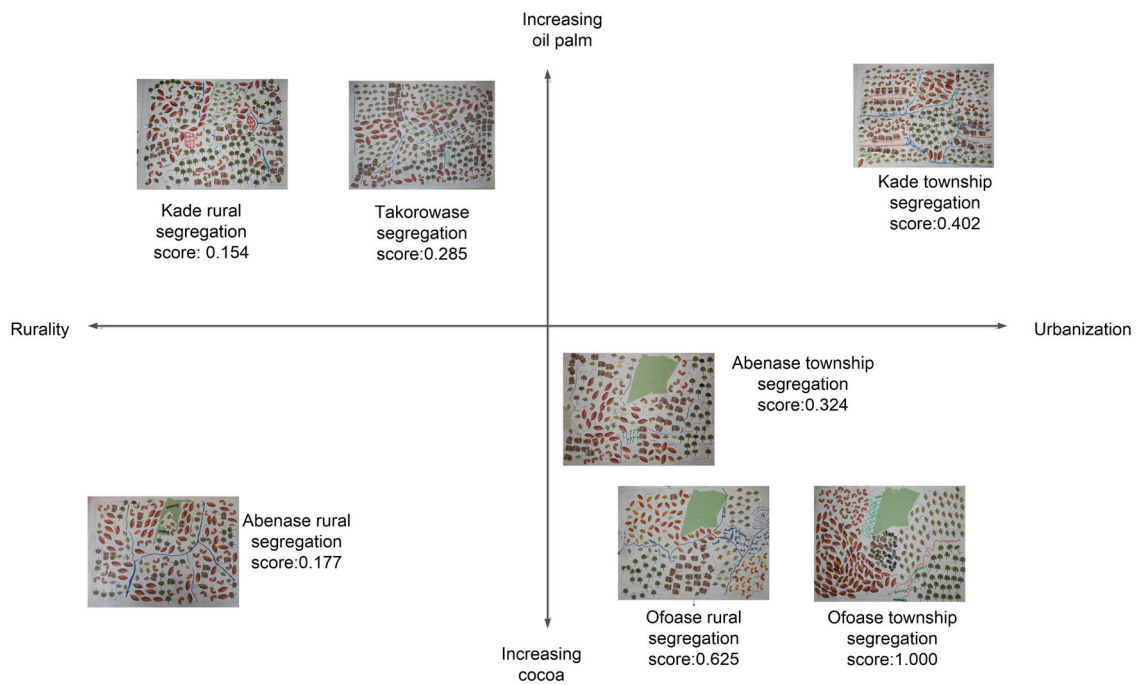 Increasing
oil palm
Kade rural
segregation
score: 0.154
Takorowase
segregation
score:0.285
Kade township
segregation
score:0.402
Rurality
Urbanization
Abenase township
segregation
score:0.324
Abenase rural
segregation
score:0.177
Ofoase rural
segregation
score:0.625
Ofoase township
segregation
score:1.000
Increasing
cocoa